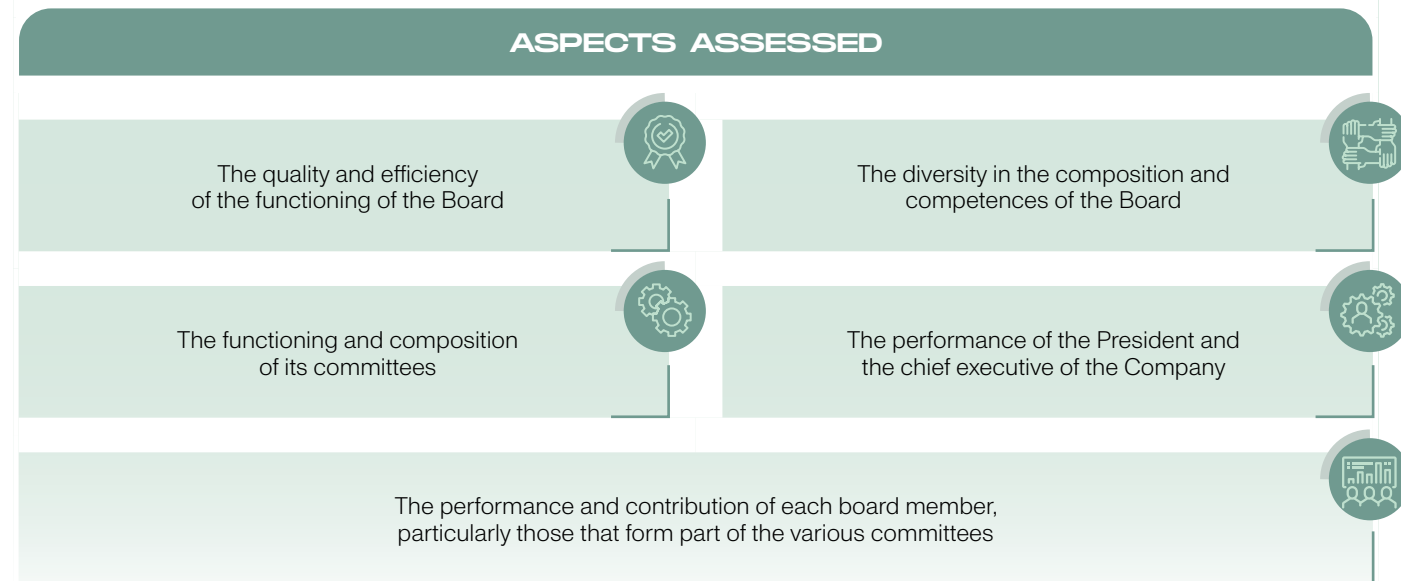 ASPECTS ASSESSED
The quality and efficiency
of the functioning of the Board
The diversity in the composition and
competences of the Board
The functioning and composition
of its committees
The performance of the President and
the chief executive of the Company
The performance and contribution of each board member,
particularly those that form part of the various committees